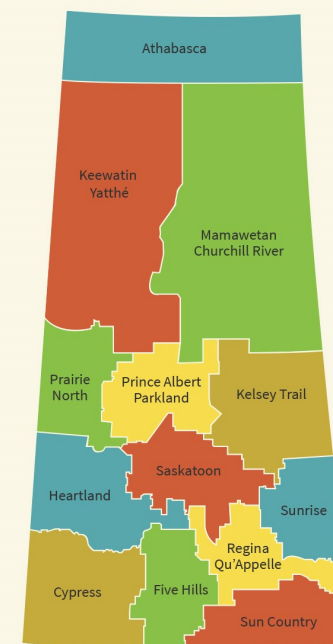 Athabasca
Keewatin
Yatthé
Mamawetan
Churchill River
Prairie
North
Prince Albert
Parkland
Kelsey Trail
Saskatoon
Heartland
Sunrise
Regina
Qu’Appelle
Cypress
Five Hills
Sun Country